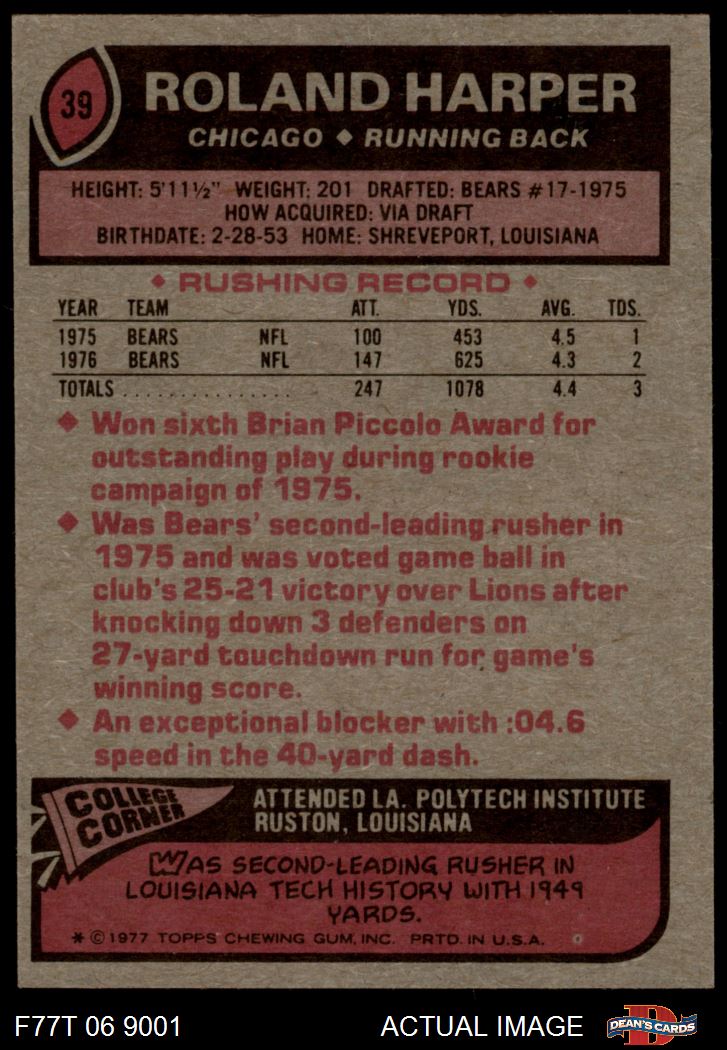 39
ROLAND HARPER
CHICAGO ♦ RUNNING BACK
HEIGHT: 5'11½" WEIGHT: 201 DRAFTED: BEARS #17-1975
HOW ACQUIRED: VIA DRAFT
BIRTHDATE: 2-28-53 HOME: SHREVEPORT, LOUISIANA
♦ RUSHING RECORD ♦
YEAR TEAM ATT. YDS. AVG. TDS.
1975 BEARS NFL 100 453 4.5 1
1976 BEARS NFL 147 625 4.3 2
TOTALS . . . . . . . . . . . . . . 247 1078 4.4 3
♦ Won sixth Brian Piccolo Award for
outstanding play during rookie
campaign of 1975.
♦ Was Bears' second-leading rusher in
1975 and was voted game ball in
club's 25-21 victory over Lions after
knocking down 3 defenders on
27-yard touchdown run for game's
winning score.
♦ An exceptional blocker with :04.6
speed in the 40-yard dash.
COLLEGE
CORNER
ATTENDED LA. POLYTECH INSTITUTE
RUSTON, LOUISIANA
WAS SECOND-LEADING RUSHER IN
LOUISIANA TECH HISTORY WITH 1949
YARDS.
* © 1977 TOPPS CHEWING GUM, INC. PRTD. IN U.S.A.
F77T 06 9001 ACTUAL IMAGE
D
DEAN'S CARDS